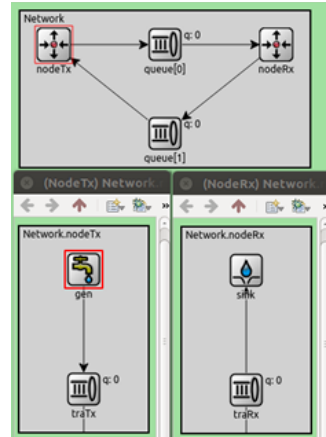 Network
nodeTx
q: 0
queue[0]
nodeRx
q: 0
queue[1]
(NodeTx) Network.
(NodeRx) Network.
Network.nodeTx
Network.nodeRx
gen
sink
q: 0
traTx
q: 0
traRx